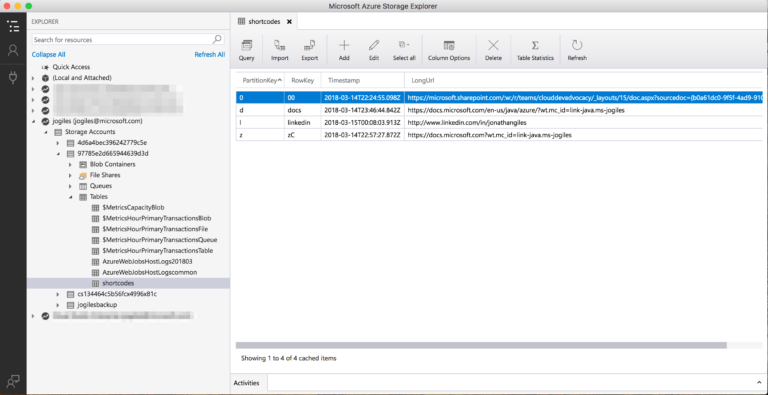 Microsoft Azure Storage Explorer
EXPLORER
Search for resources
Collapse All Refresh All
Quick Access
(Local and Attached)
jogiles (jogiles@microsoft.com)
Storage Accounts
4d6a4bec396242779c5e
97785e2d665944639d3d
Blob Containers
File Shares
Queues
Tables
$MetricsCapacityBlob
$MetricsHourPrimaryTransactionsBlob
$MetricsHourPrimaryTransactionsFile
$MetricsHourPrimaryTransactionsQueue
$MetricsHourPrimaryTransactionsTable
AzureWebJobsHostLogs201803
AzureWebJobsHostLogscommon
shortcodes
cs134464c5b56fcx4996x81c
jogilesbackup
shortcodes
Query Import Export Add Edit Select all Column Options Delete Table Statistics Refresh
PartitionKey RowKey Timestamp LongUrl
0 00 2018-03-14T22:24:55.098Z https://microsoft.sharepoint.com/:w:/r/teams/clouddevadvocacy/_layouts/15/doc.aspx?sourcedoc={b0a61dc0-9f5f-4ad9-910
d docs 2018-03-14T23:46:44.842Z https://docs.microsoft.com/en-us/java/azure/?wt.mc_id=link-java.ms-jogiles
l linkedin 2018-03-15T00:08:03.913Z http://www.linkedin.com/in/jonathangiles
z zC 2018-03-14T22:57:27.872Z https://docs.microsoft.com?wt.mc_id=link-java.ms-jogiles
Showing 1 to 4 of 4 cached items
Activities